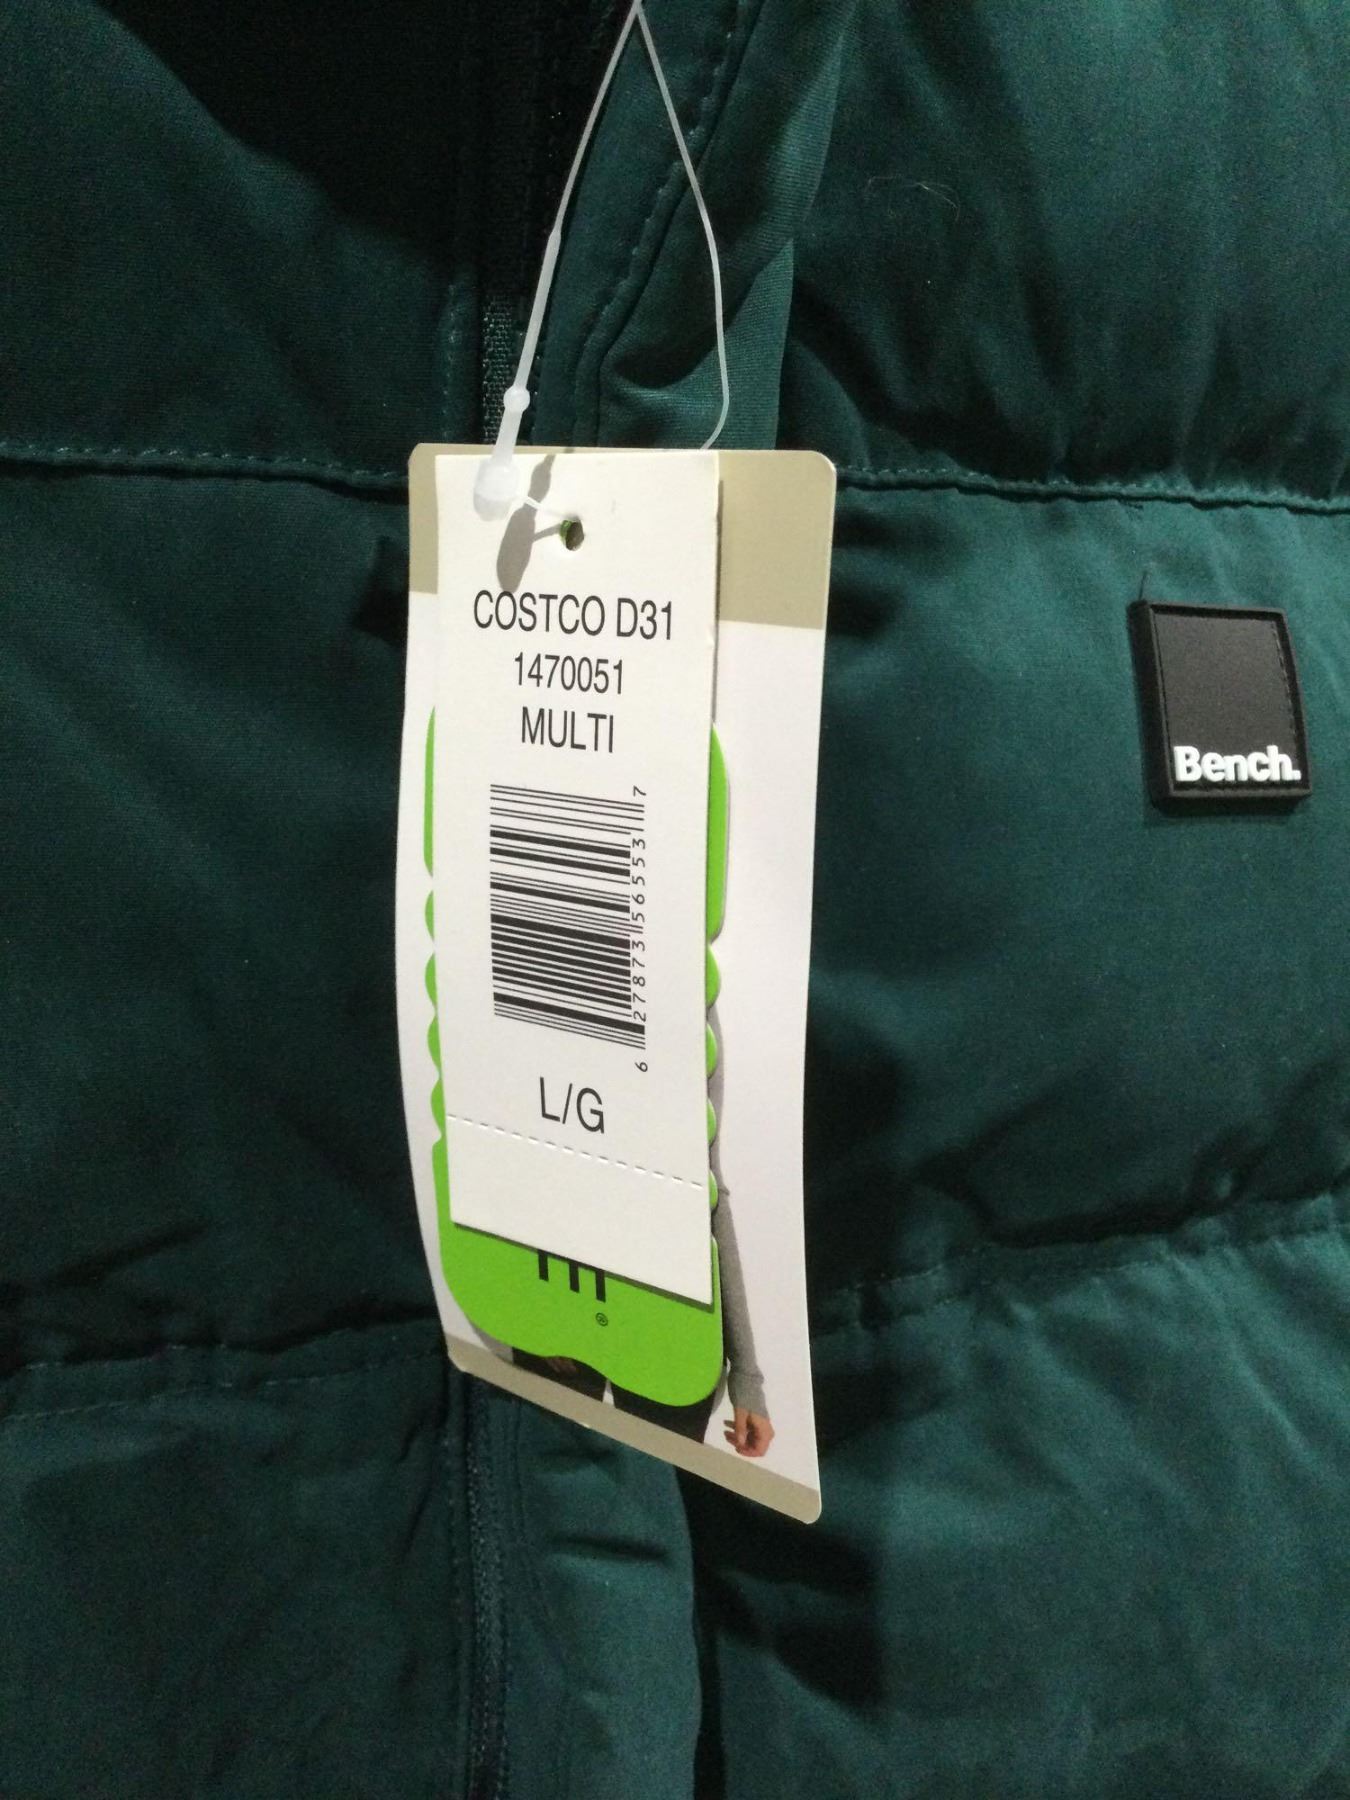 COSTCO D31
1470051
MULTI
6 27873 56553 7
L/G
®
Bench.